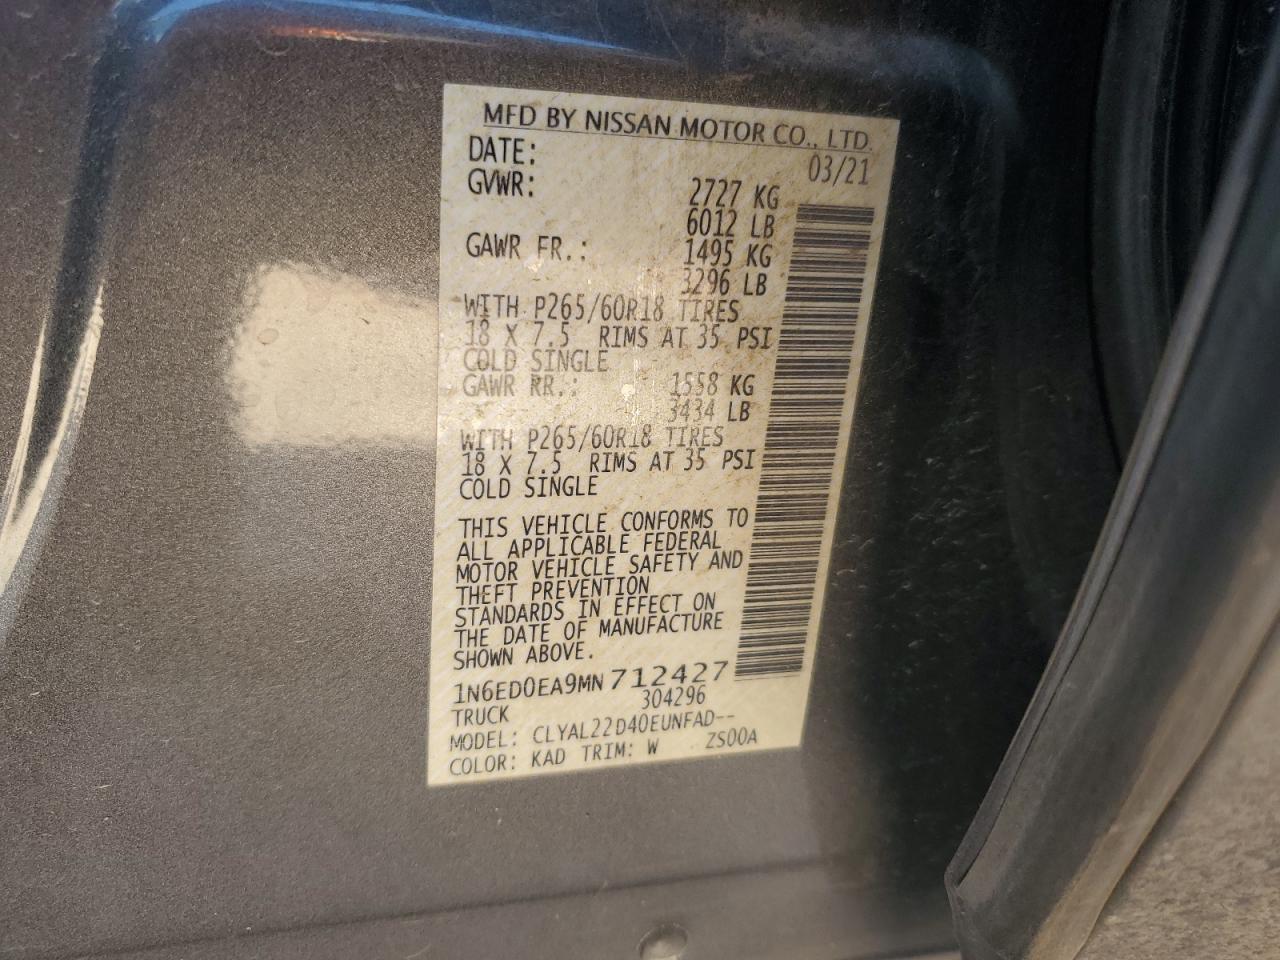 MFD BY NISSAN MOTOR CO., LTD.
DATE: 03/21
GVWR: 2727 KG
6012 LB
GAWR FR.: 1495 KG
3296 LB
WITH P265/60R18 TIRES
18 X 7.5 RIMS AT 35 PSI
COLD SINGLE
GAWR RR.: 1558 KG
3434 LB
WITH P265/60R18 TIRES
18 X 7.5 RIMS AT 35 PSI
COLD SINGLE
THIS VEHICLE CONFORMS TO
ALL APPLICABLE FEDERAL
MOTOR VEHICLE SAFETY AND
THEFT PREVENTION
STANDARDS IN EFFECT ON
THE DATE OF MANUFACTURE
SHOWN ABOVE.
1N6ED0EA9MN712427
TRUCK 304296
MODEL: CLYAL22D40EUNFAD--
COLOR: KAD TRIM: W ZS00A